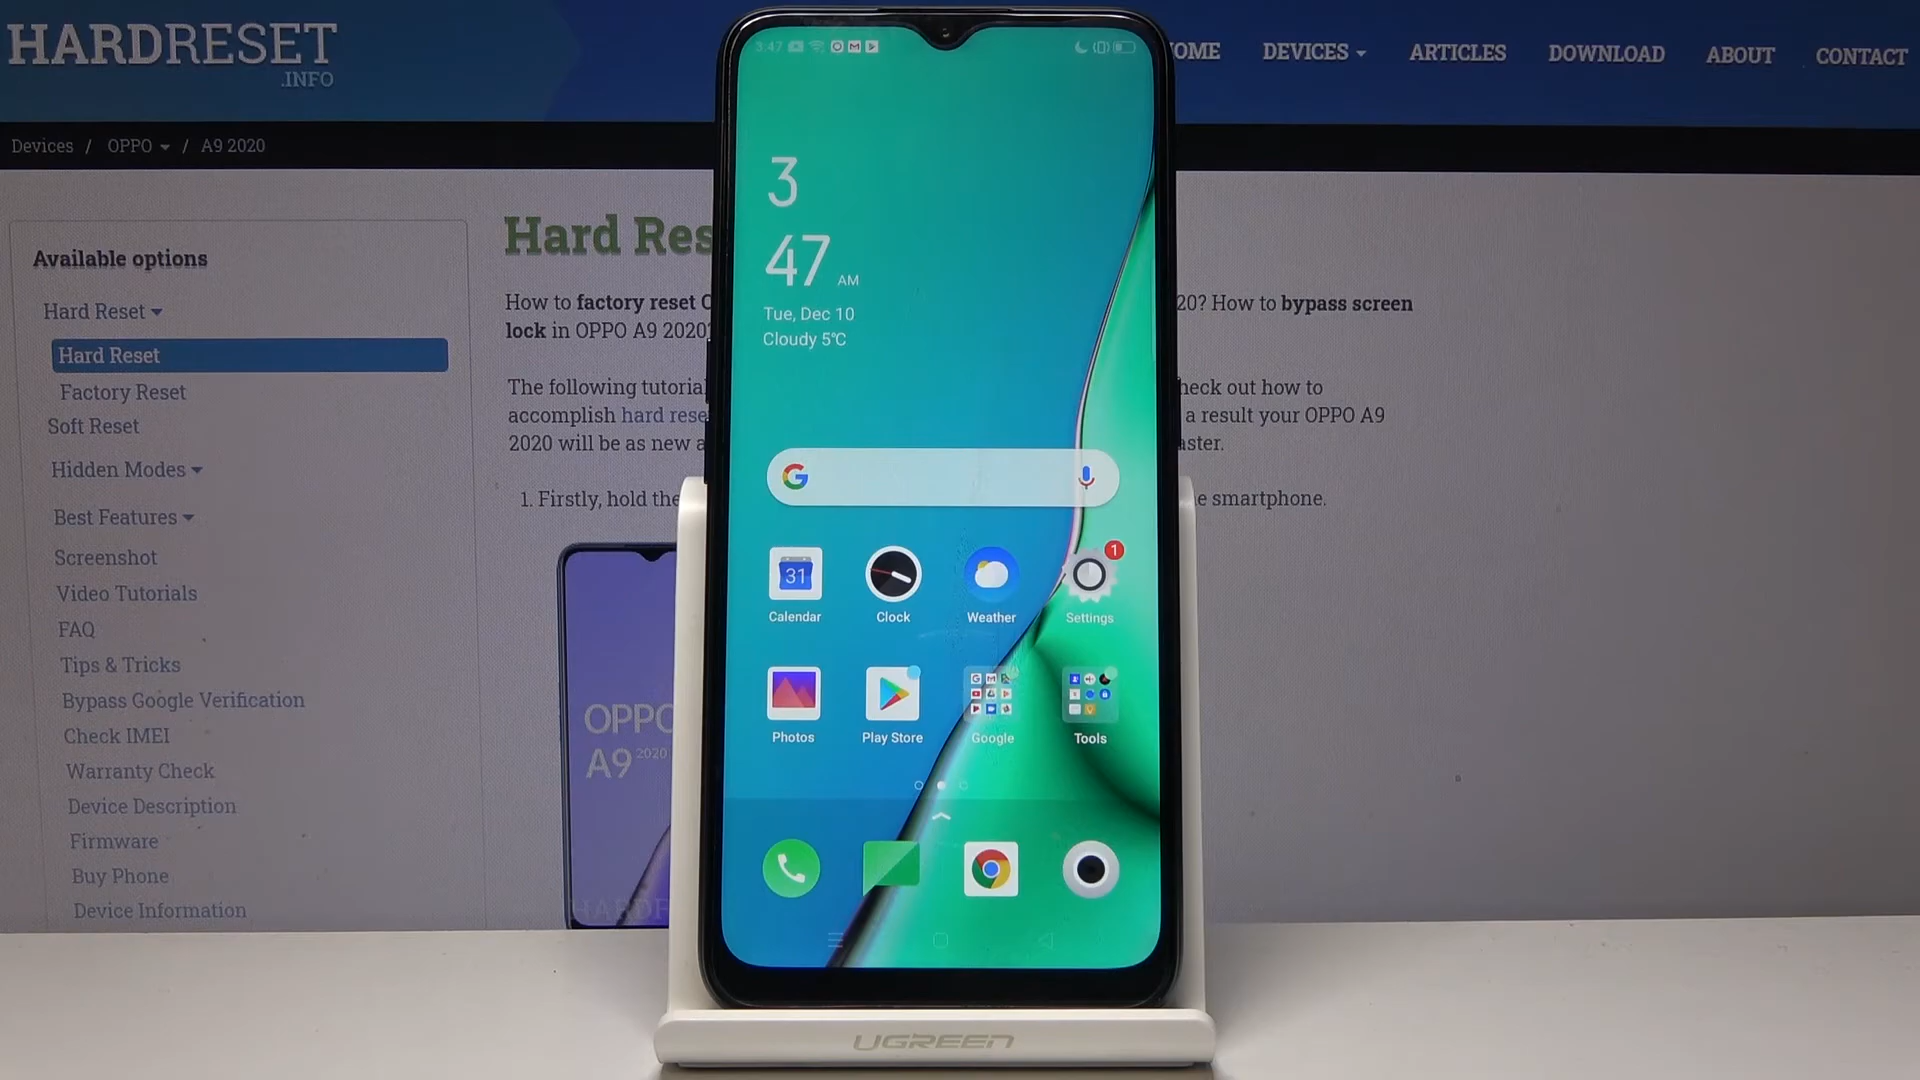 HARDRESET
.INFO
OME
DEVICES
ARTICLES
DOWNLOAD
ABOUT
CONTACT
Devices / OPPO / A9 2020
Available options
Hard Reset
Hard Reset
Factory Reset
Soft Reset
Hidden Modes
Best Features
Screenshot
Video Tutorials
FAQ
Tips & Tricks
Bypass Google Verification
Check IMEI
Warranty Check
Device Description
Firmware
Buy Phone
Device Information
Hard Res
How to factory reset O
20? How to bypass screen
lock in OPPO A9 2020?
The following tutorial
heck out how to
accomplish hard rese
a result your OPPO A9
2020 will be as new a
aster.
1. Firstly, hold the
e smartphone.
OPPO
A9 2020
HARDR
3:47
3
47 AM
Tue, Dec 10
Cloudy 5°C
G
31
1
Calendar
Clock
Weather
Settings
Photos
Play Store
Google
Tools
UGREEN